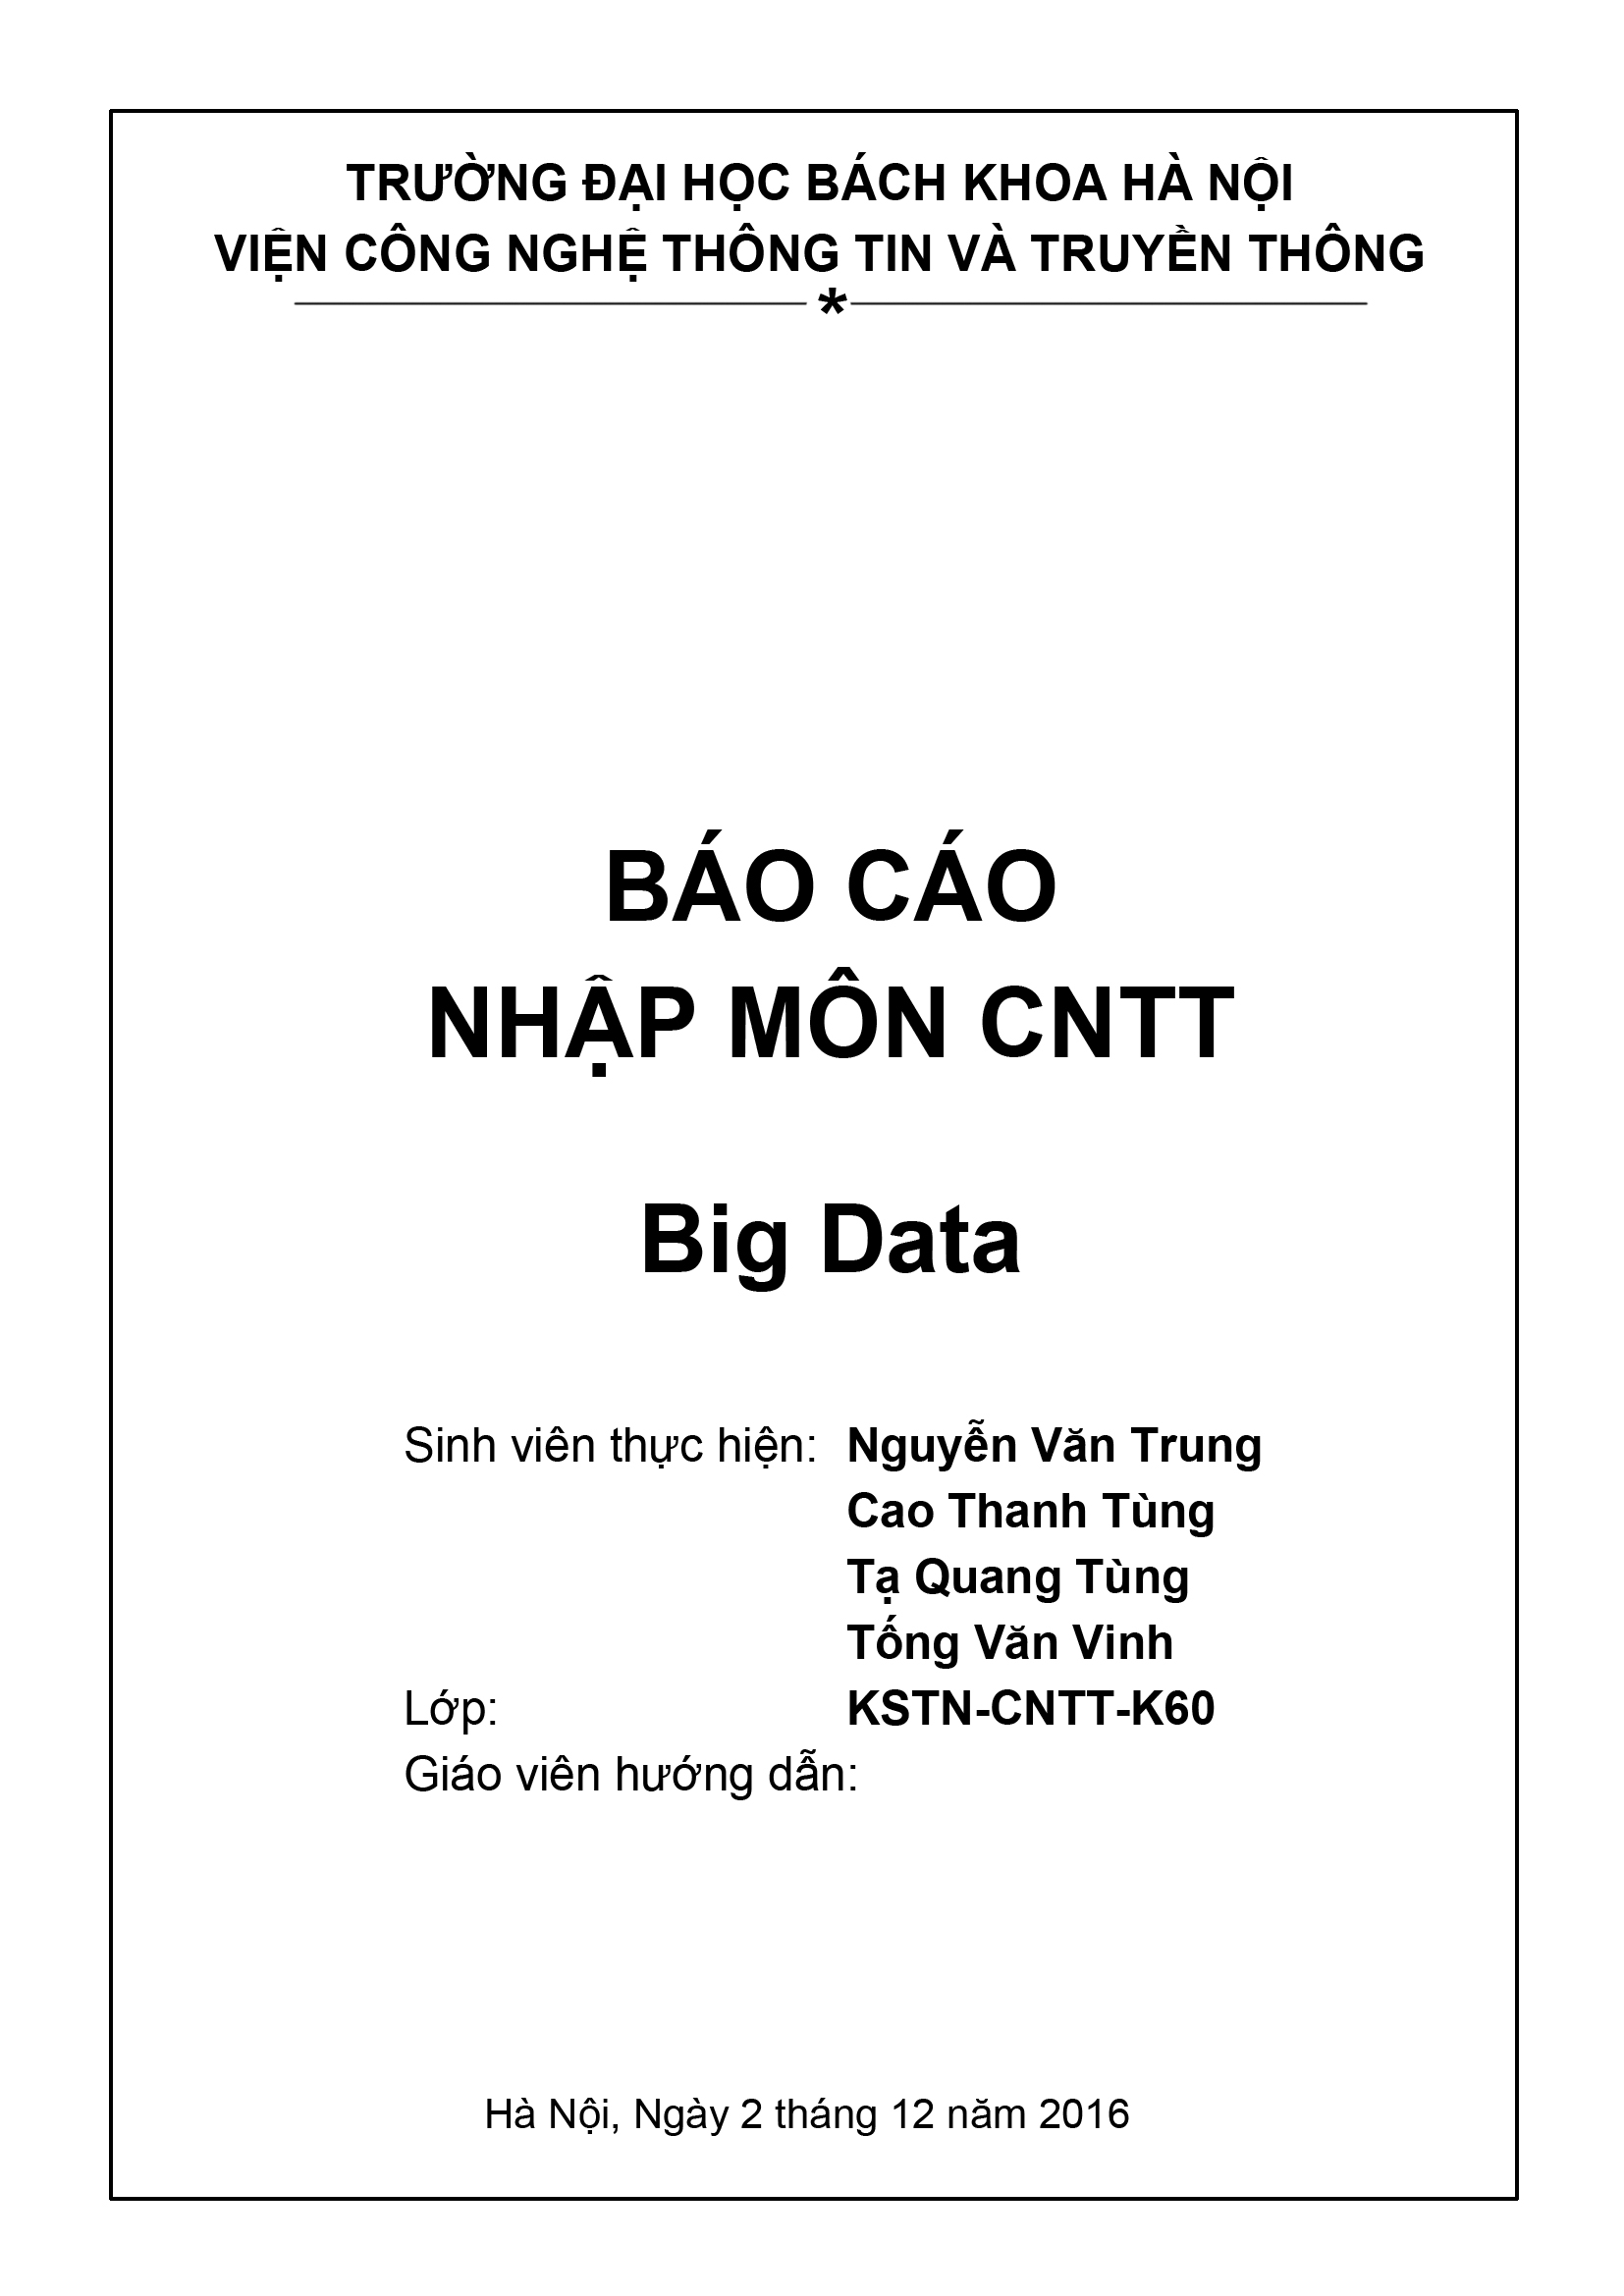 TRƯỜNG ĐẠI HỌC BÁCH KHOA HÀ NỘI
VIỆN CÔNG NGHỆ THÔNG TIN VÀ TRUYỀN THÔNG
*
BÁO CÁO
NHẬP MÔN CNTT
Big Data
Sinh viên thực hiện: Nguyễn Văn Trung
Cao Thanh Tùng
Tạ Quang Tùng
Tống Văn Vinh
Lớp: KSTN-CNTT-K60
Giáo viên hướng dẫn:
Hà Nội, Ngày 2 tháng 12 năm 2016